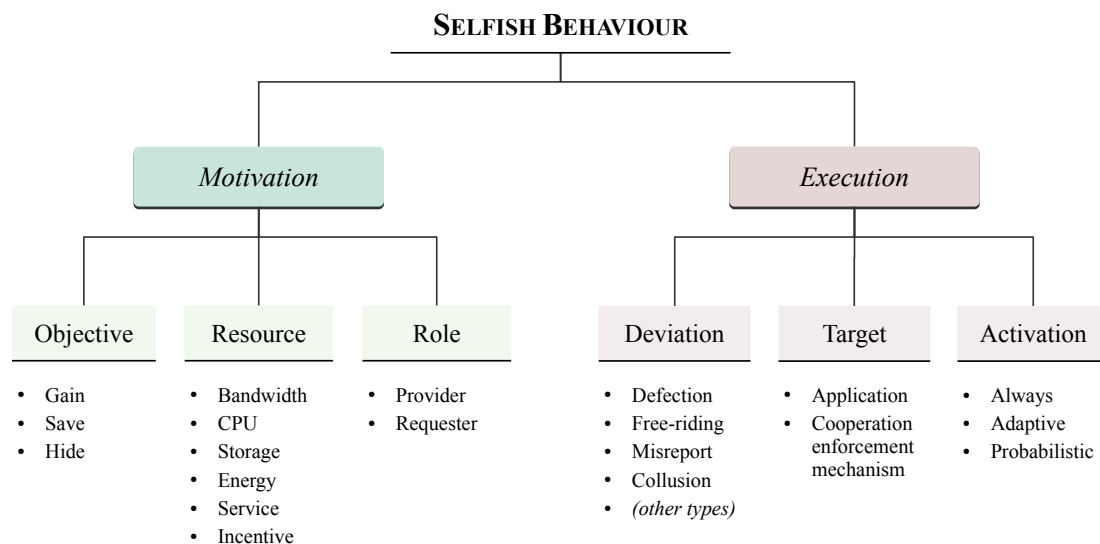 SELFISH BEHAVIOUR
Motivation
Execution
Objective
Resource
Role
Deviation
Target
Activation
• Gain
• Save
• Hide
• Bandwidth
• CPU
• Storage
• Energy
• Service
• Incentive
• Provider
• Requester
• Defection
• Free-riding
• Misreport
• Collusion
• (other types)
• Application
• Cooperation
enforcement
mechanism
• Always
• Adaptive
• Probabilistic